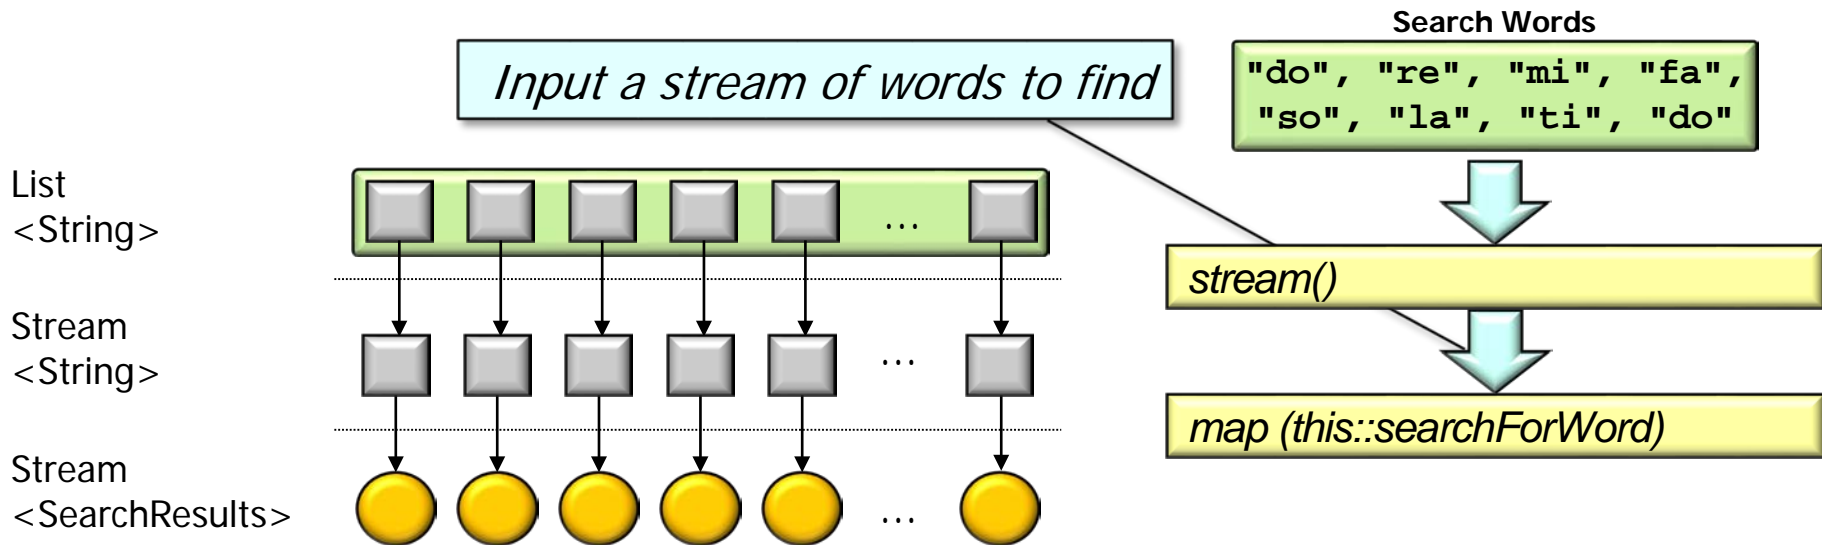 Search Words
Input a stream of words to find
"do", "re", "mi", "fa",
"so", "la", "ti", "do"
List
<String>
...
stream()
Stream
<String>
...
map (this::searchForWord)
Stream
<SearchResults>
...